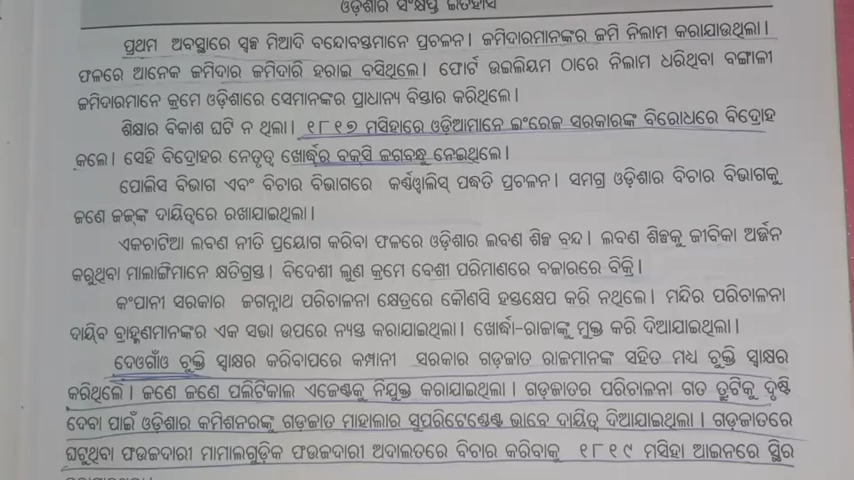 ଓଡ଼ିଶାର ସଂକ୍ଷିପ୍ତ ଇତିହାସ
ପ୍ରଥମ ଅବସ୍ଥାରେ ସ୍ୱଳ୍ପ ମିଆଦି ବନ୍ଦୋବସ୍ତମାନେ ପ୍ରଚଳନ। ଜମିଦାରମାନଙ୍କର ଜମି ନିଲାମ କରାଯାଉଥିଲା।
ଫଳରେ ଆନେକ ଜମିଦାର ଜମିଦାରି ହରାଇ ବସିଥିଲେ। ଫୋର୍ଟ ଉଇଲିୟମ ଠାରେ ନିଲାମ ଧରିଥିବା ବଙ୍ଗାଳୀ
ଜମିଦାରମାନେ କ୍ରମେ ଓଡ଼ିଶାରେ ସେମାନଙ୍କର ପ୍ରାଧାନ୍ୟ ବିସ୍ତାର କରିଥିଲେ।
ଶିକ୍ଷାର ବିକାଶ ଘଟି ନ ଥିଲା। ୧୮୧୭ ମସିହାରେ ଓଡ଼ିଆମାନେ ଇଂରେଜ ସରକାରଙ୍କ ବିରୋଧରେ ବିଦ୍ରୋହ
କଲେ। ସେହି ବିଦ୍ରୋହର ନେତୃତ୍ୱ ଖୋର୍ଦ୍ଧାର ବକ୍ସି ଜଗବନ୍ଧୁ ନେଇଥିଲେ।
ପୋଲିସ ବିଭାଗ ଏବଂ ବିଚାର ବିଭାଗରେ କର୍ଣ୍ଣୱାଲିସ୍ ପଦ୍ଧତି ପ୍ରଚଳନ। ସମଗ୍ର ଓଡ଼ିଶାର ବିଚାର ବିଭାଗକୁ
ଜଣେ ଜଜ୍‌ଙ୍କ ଦାୟିତ୍ୱରେ ରଖାଯାଇଥିଲା।
ଏକଚାଟିଆ ଲବଣ ନୀତି ପ୍ରୟୋଗ କରିବା ଫଳରେ ଓଡ଼ିଶାର ଲବଣ ଶିଳ୍ପ ବନ୍ଦ। ଲବଣ ଶିଳ୍ପକୁ ଜୀବିକା ଅର୍ଜ୍ଜନ
କରୁଥିବା ମାଲାଙ୍ଗିମାନେ କ୍ଷତିଗ୍ରସ୍ତ। ବିଦେଶୀ ଲୁଣ କ୍ରମେ ବେଶୀ ପରିମାଣରେ ବଜାରରେ ବିକ୍ରି।
କଂପାନୀ ସରକାର ଜଗନ୍ନାଥ ପରିଚାଳନା କ୍ଷେତ୍ରରେ କୌଣସି ହସ୍ତକ୍ଷେପ କରି ନଥିଲେ। ମନ୍ଦିର ପରିଚାଳନା
ଦାୟିତ୍ୱ ବ୍ରାହ୍ମଣମାନଙ୍କର ଏକ ସଭା ଉପରେ ନ୍ୟସ୍ତ କରାଯାଇଥିଲା। ଖୋର୍ଦ୍ଧା-ରାଜାଙ୍କୁ ମୁକ୍ତ କରି ଦିଆଯାଇଥିଲା।
ଦେଓଗାଁଓ ଚୁକ୍ତି ସ୍ୱାକ୍ଷର କରିବାପରେ କମ୍ପାନୀ ସରକାର ଗଡ଼ଜାତ ରାଜମାନଙ୍କ ସହିତ ମଧ୍ୟ ଚୁକ୍ତି ସ୍ୱାକ୍ଷର
କରିଥିଲେ। ଜଣେ ଜଣେ ପଲିଟିକାଲ ଏଜେଣ୍ଟକୁ ନିଯୁକ୍ତ କରାଯାଇଥିଲା। ଗଡ଼ଜାତର ପରିଚାଳନା ଗତ ତ୍ରୁଟିକୁ ଦୃଷ୍ଟି
ଦେବା ପାଇଁ ଓଡ଼ିଶାର କମିଶନରଙ୍କୁ ଗଡ଼ଜାତ ମାହାଲାର ସୁପରିଟେଣ୍ଡେଣ୍ଟ ଭାବେ ଦାୟିତ୍ୱ ଦିଆଯାଇଥିଲା। ଗଡ଼ଜାତରେ
ଘଟୁଥିବା ଫଉଜଦାରୀ ମାମାଲଗୁଡ଼ିକ ଫଉଜଦାରୀ ଅଦାଲତରେ ବିଚାର କରିବାକୁ ୧୮୧୯ ମସିହା ଆଇନରେ ସ୍ଥିର